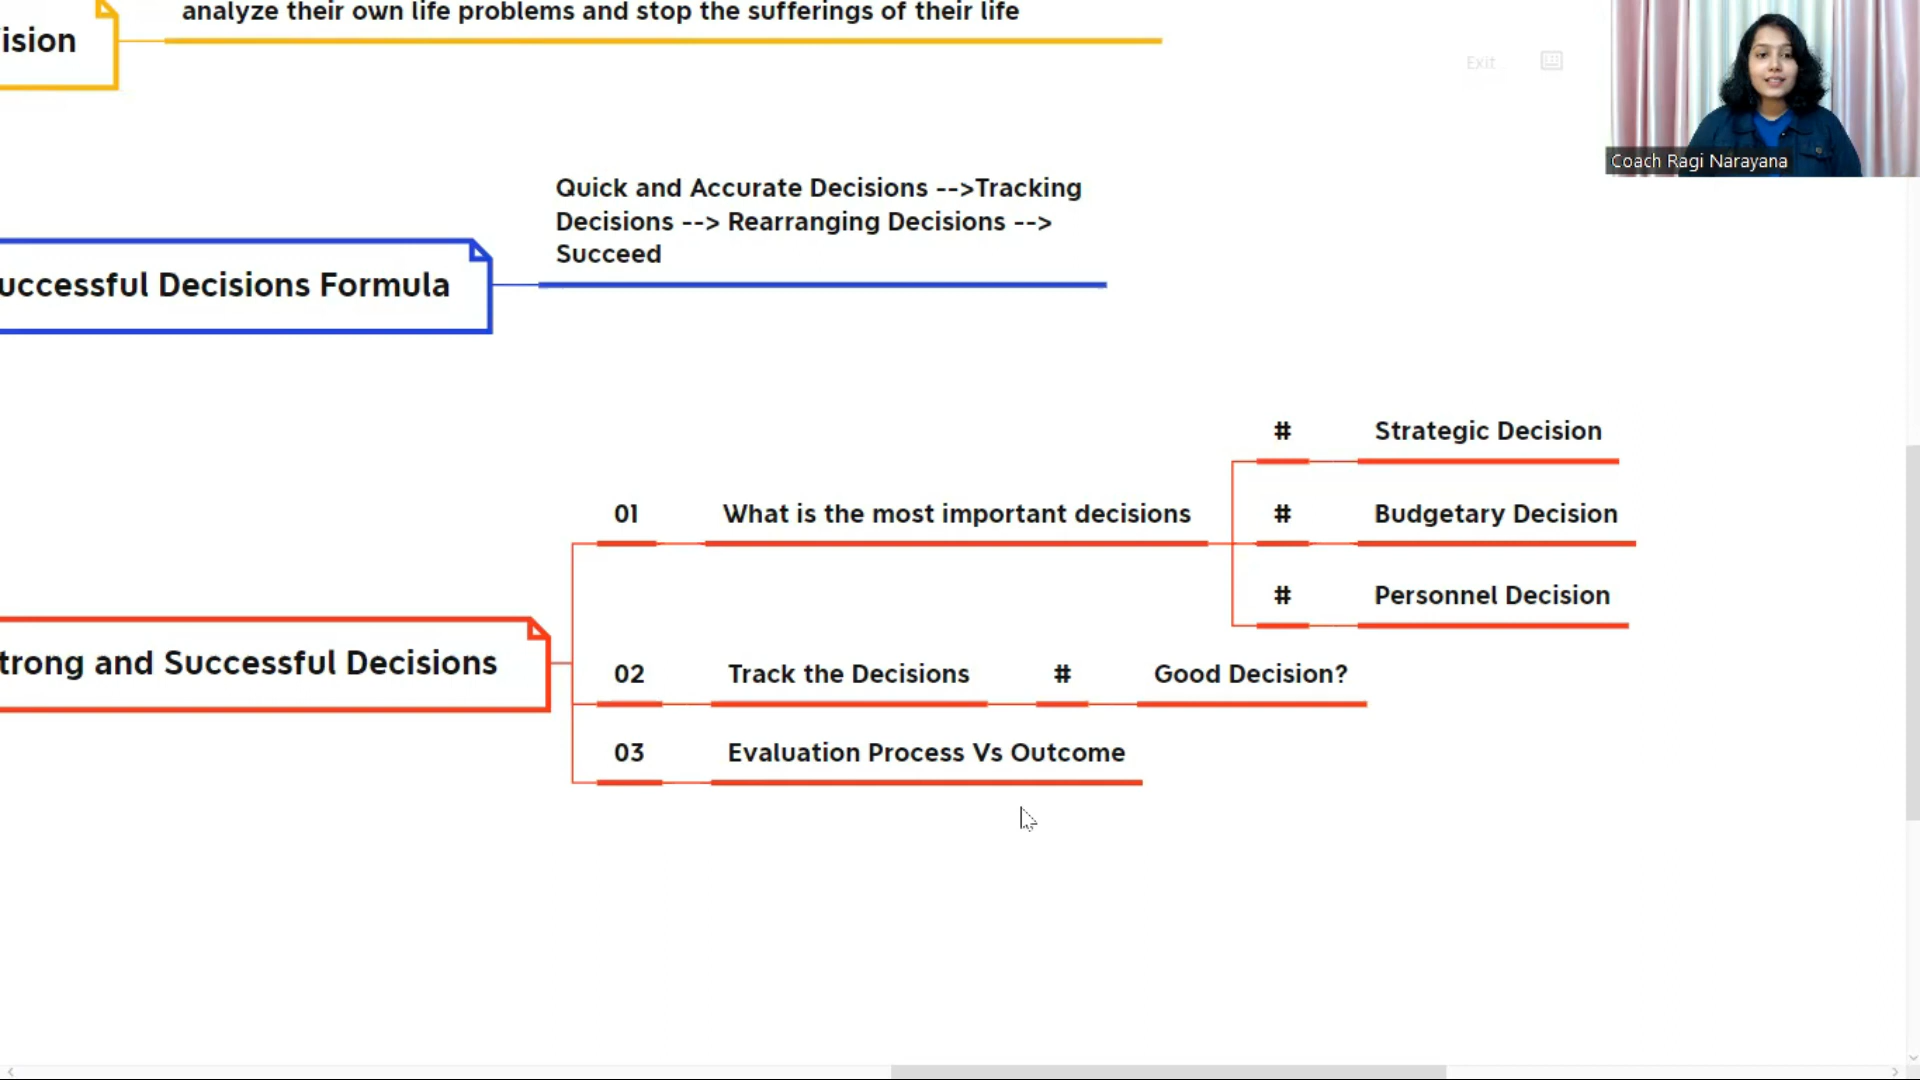 analyze their own life problems and stop the sufferings of their life
ision
Exit
Coach Ragi Narayana
Quick and Accurate Decisions -->Tracking
Decisions --> Rearranging Decisions -->
Succeed
uccessful Decisions Formula
# Strategic Decision
01 What is the most important decisions # Budgetary Decision
# Personnel Decision
trong and Successful Decisions
02 Track the Decisions # Good Decision?
03 Evaluation Process Vs Outcome